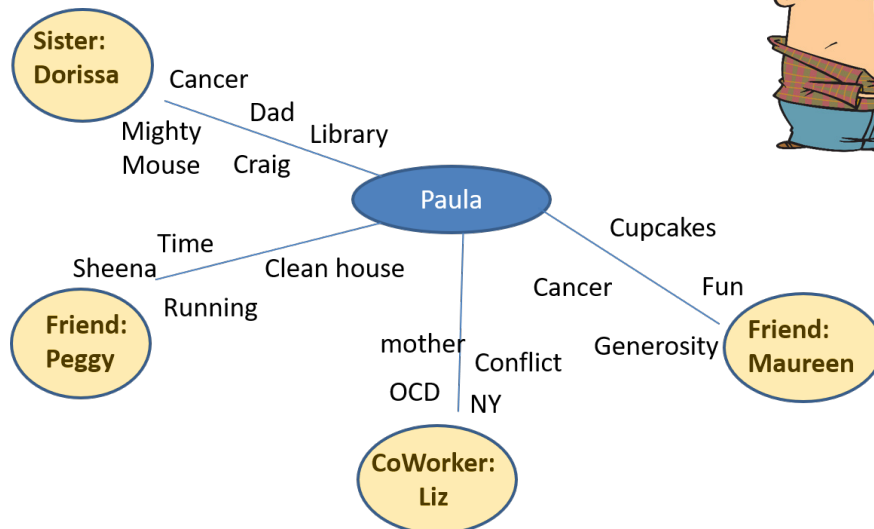 Sister:
Dorissa
Cancer
Dad
Library
Mighty
Mouse
Craig
Paula
Time
Sheena
Clean house
Running
Friend:
Peggy
Cupcakes
Cancer
Fun
Generosity
Friend:
Maureen
mother
Conflict
OCD
NY
CoWorker:
Liz